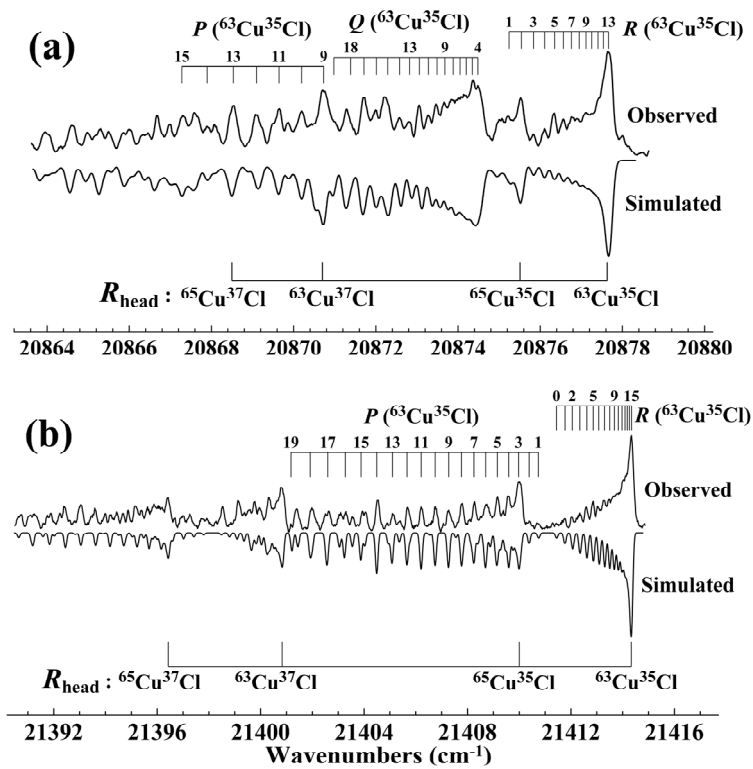 (a)
P (⁶³Cu³⁵Cl)
15 13 11 9
Q (⁶³Cu³⁵Cl)
18 13 9 4
1 3 5 7 9 13 R (⁶³Cu³⁵Cl)
Observed
Simulated
R_head : ⁶⁵Cu³⁷Cl ⁶³Cu³⁷Cl ⁶⁵Cu³⁵Cl ⁶³Cu³⁵Cl
20864 20866 20868 20870 20872 20874 20876 20878 20880
(b)
P (⁶³Cu³⁵Cl)
19 17 15 13 11 9 7 5 3 1
0 2 5 9 15
R (⁶³Cu³⁵Cl)
Observed
Simulated
R_head : ⁶⁵Cu³⁷Cl ⁶³Cu³⁷Cl ⁶⁵Cu³⁵Cl ⁶³Cu³⁵Cl
21392 21396 21400 21404 21408 21412 21416
Wavenumbers (cm⁻¹)